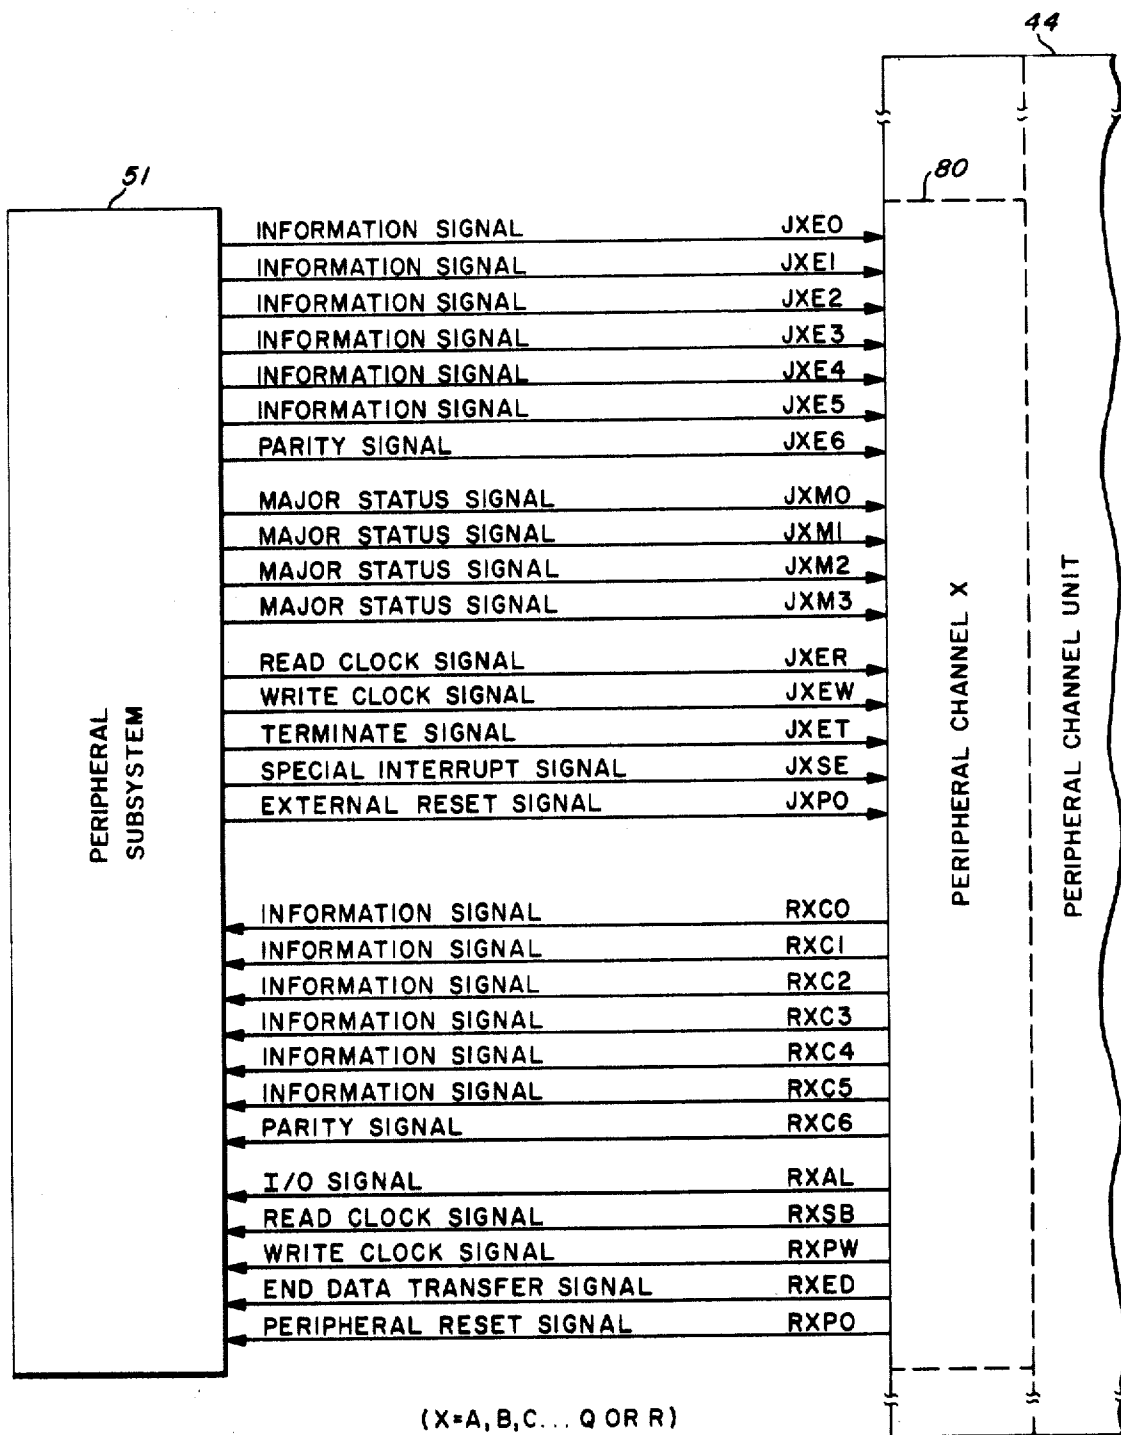 44
51
80
INFORMATION SIGNAL JXE0
INFORMATION SIGNAL JXE1
INFORMATION SIGNAL JXE2
INFORMATION SIGNAL JXE3
INFORMATION SIGNAL JXE4
INFORMATION SIGNAL JXE5
PARITY SIGNAL JXE6
MAJOR STATUS SIGNAL JXM0
MAJOR STATUS SIGNAL JXM1
MAJOR STATUS SIGNAL JXM2
MAJOR STATUS SIGNAL JXM3
READ CLOCK SIGNAL JXER
WRITE CLOCK SIGNAL JXEW
TERMINATE SIGNAL JXET
SPECIAL INTERRUPT SIGNAL JXSE
EXTERNAL RESET SIGNAL JXPO
PERIPHERAL
SUBSYSTEM
PERIPHERAL CHANNEL X
PERIPHERAL CHANNEL UNIT
INFORMATION SIGNAL RXC0
INFORMATION SIGNAL RXC1
INFORMATION SIGNAL RXC2
INFORMATION SIGNAL RXC3
INFORMATION SIGNAL RXC4
INFORMATION SIGNAL RXC5
PARITY SIGNAL RXC6
I/O SIGNAL RXAL
READ CLOCK SIGNAL RXSB
WRITE CLOCK SIGNAL RXPW
END DATA TRANSFER SIGNAL RXED
PERIPHERAL RESET SIGNAL RXPO
(X=A,B,C... Q OR R)